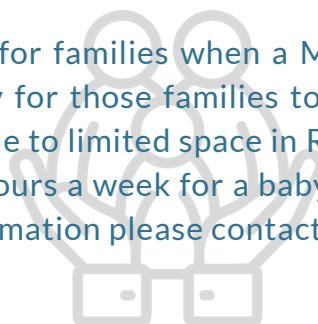 for families when a M
y for those families to
e to limited space in R
ours a week for a baby
mation please contact